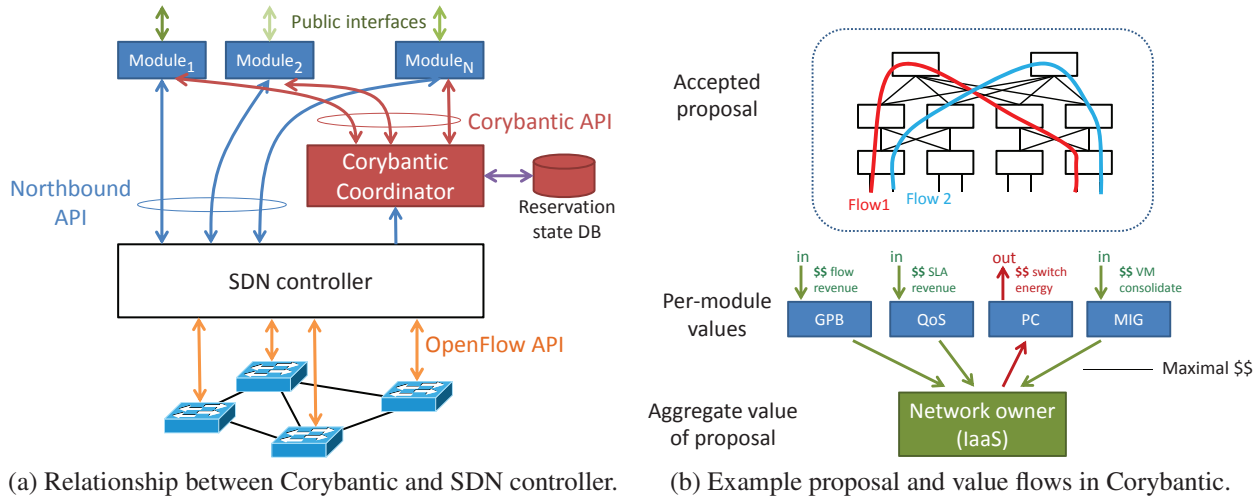 Public interfaces
Module1
Module2
ModuleN
Corybantic API
Corybantic
Coordinator
Northbound
API
Reservation
state DB
SDN controller
OpenFlow API
(a) Relationship between Corybantic and SDN controller.
Accepted
proposal
Flow1
Flow 2
in
$$ flow
revenue
in
$$ SLA
revenue
out
$$ switch
energy
in
$$ VM
consolidate
Per-module
values
GPB
QoS
PC
MIG
Maximal $$
Aggregate value
of proposal
Network owner
(IaaS)
(b) Example proposal and value flows in Corybantic.